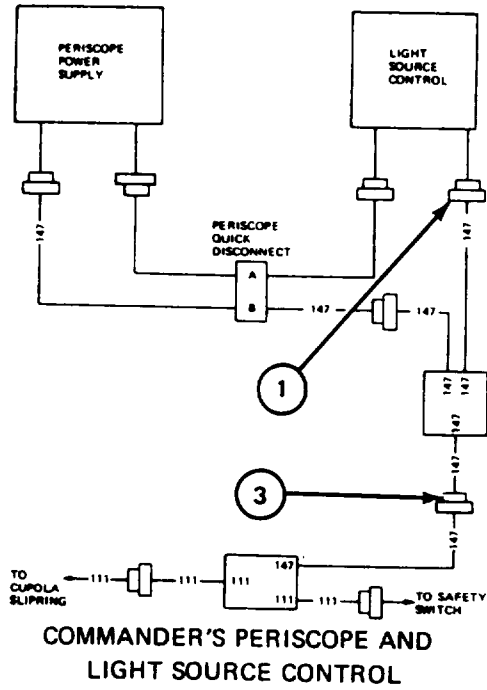 PERISCOPE
POWER
SUPPLY
LIGHT
SOURCE
CONTROL
147
PERISCOPE
QUICK
DISCONNECT
A
B
147
147
147
1
147 147
147
147
3
147
147
TO
CUPOLA
SLIPRING
111
111
111
111
111
TO SAFETY
SWITCH
COMMANDER'S PERISCOPE AND
LIGHT SOURCE CONTROL